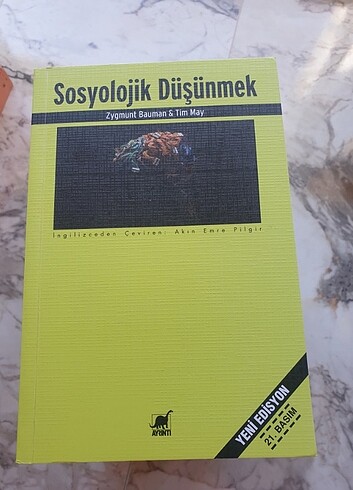 Sosyolojik Düşünmek
Zygmunt Bauman & Tim May
İngilizceden Çeviren: Akın Emre Pilgir
YENİ EDİSYON
21. BASIM
AYRINTI